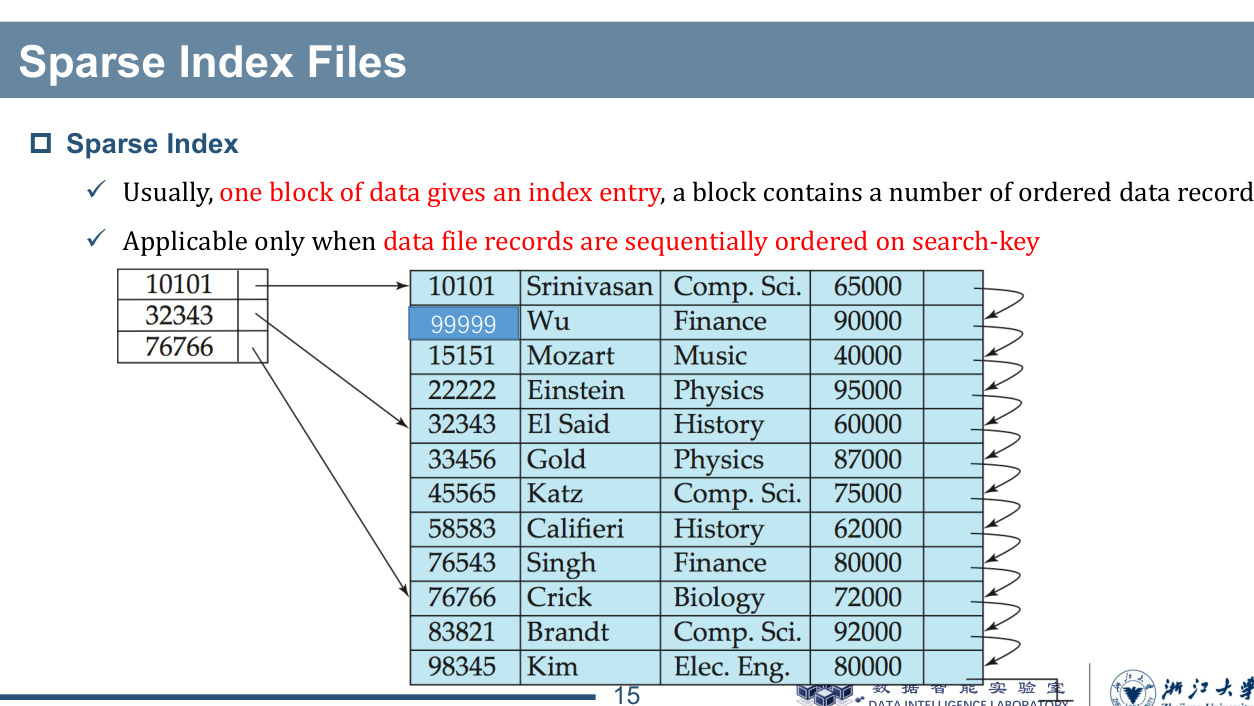 Sparse Index Files
Sparse Index
Usually, one block of data gives an index entry, a block contains a number of ordered data record
Applicable only when data file records are sequentially ordered on search-key
10101
32343
76766
10101 Srinivasan Comp. Sci. 65000
99999 Wu Finance 90000
15151 Mozart Music 40000
22222 Einstein Physics 95000
32343 El Said History 60000
33456 Gold Physics 87000
45565 Katz Comp. Sci. 75000
58583 Califieri History 62000
76543 Singh Finance 80000
76766 Crick Biology 72000
83821 Brandt Comp. Sci. 92000
98345 Kim Elec. Eng. 80000
15
数据智能实验室
DATA INTELLIGENCE LABORATORY
浙江大学